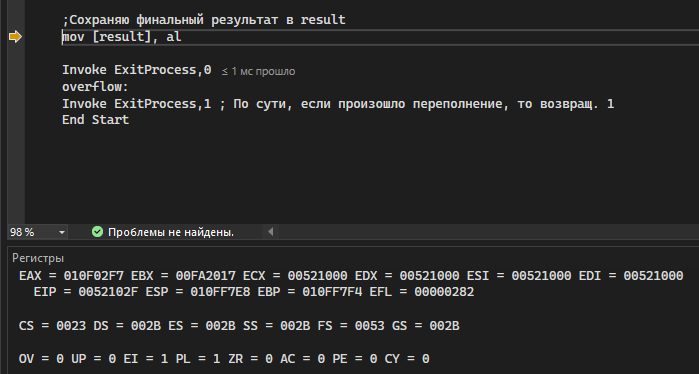 ;Сохраняю финальный результат в result
mov [result], al
Invoke ExitProcess,0 ≤ 1 мс прошло
overflow:
Invoke ExitProcess,1 ; По сути, если произошло переполнение, то возвращ. 1
End Start
98 % Проблемы не найдены.
Регистры
EAX = 010F02F7 EBX = 00FA2017 ECX = 00521000 EDX = 00521000 ESI = 00521000 EDI = 00521000
EIP = 0052102F ESP = 010FF7E8 EBP = 010FF7F4 EFL = 00000282
CS = 0023 DS = 002B ES = 002B SS = 002B FS = 0053 GS = 002B
OV = 0 UP = 0 EI = 1 PL = 1 ZR = 0 AC = 0 PE = 0 CY = 0